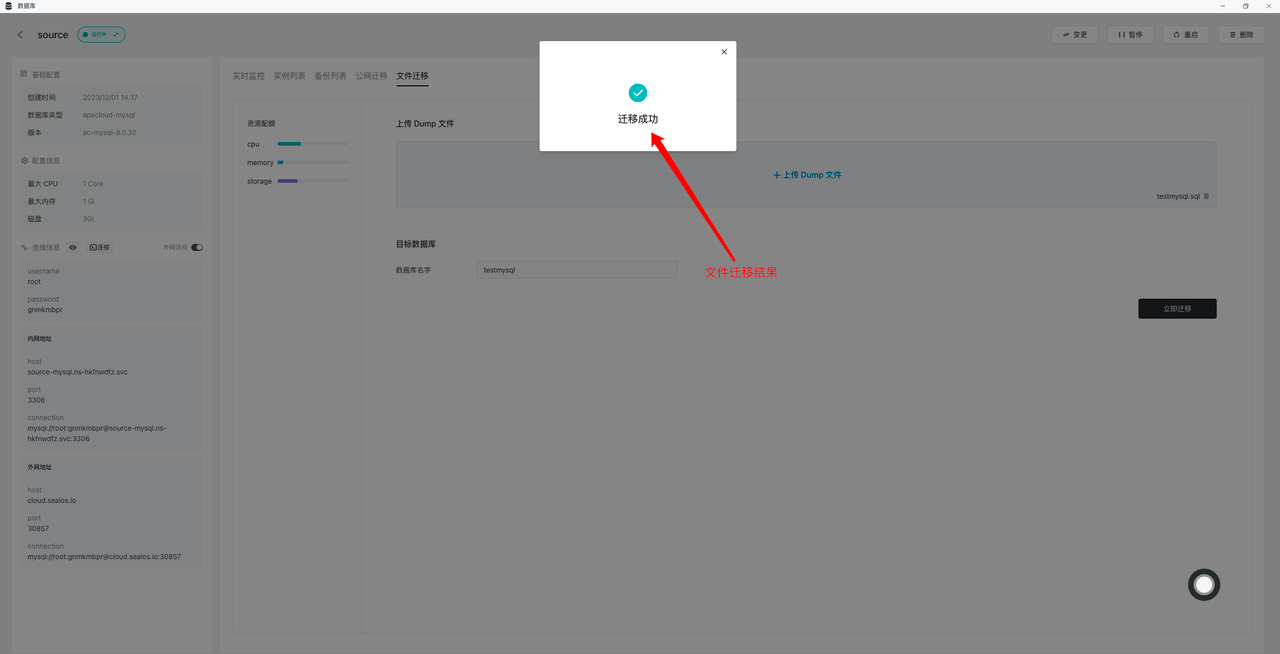 数据库
source
运行中
变更
暂停
重启
删除
基础配置
创建时间 2023/12/01 14:17
数据库类型 apecloud-mysql
版本 ac-mysql-8.0.30
配置信息
最大 CPU 1 Core
最大内存 1 Gi
磁盘 3Gi
连接信息 连接 外网访问
username
root
password
gnmkmbpr
内网地址
host
source-mysql.ns-hkfnwdfz.svc
port
3306
connection
mysql://root:gnmkmbpr@source-mysql.ns-
hkfnwdfz.svc:3306
外网地址
host
cloud.sealos.io
port
30857
connection
mysql://root:gnmkmbpr@cloud.sealos.io:30857
实时监控 实例列表 备份列表 公网迁移 文件迁移
资源配额
cpu
memory
storage
上传 Dump 文件
迁移成功
+ 上传 Dump 文件
testmysql.sql
目标数据库
数据库名字 testmysql
文件迁移结果
立即迁移